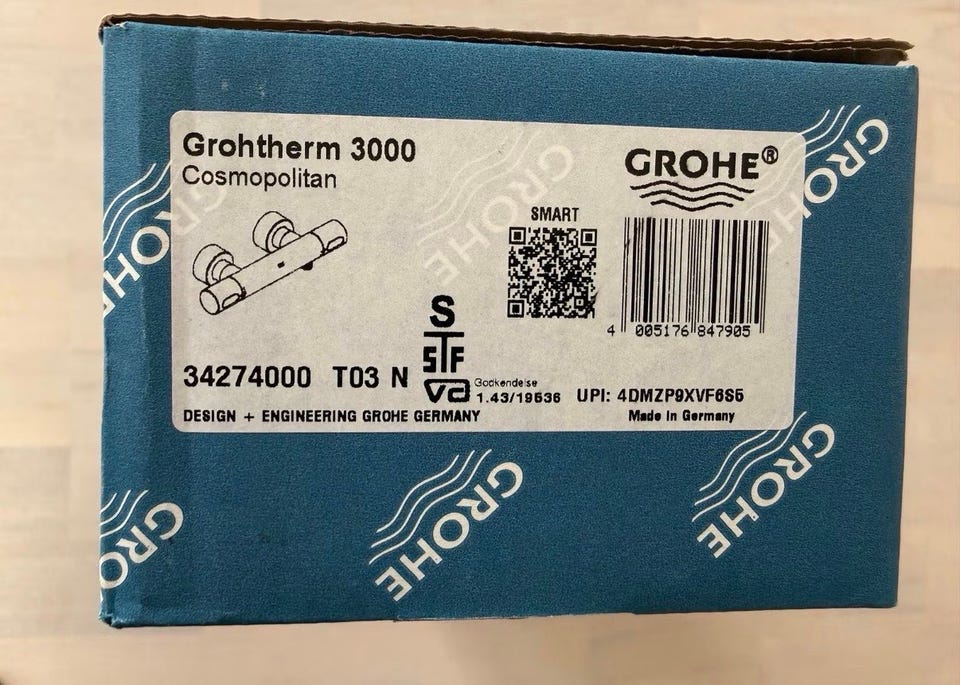 Grohtherm 3000
Cosmopolitan
GROHE®
SMART
4 005176 847905
S
STF
va
Godkendelse
1.43/19536
34274000 T03 N
UPI: 4DMZP9XVF6S5
DESIGN + ENGINEERING GROHE GERMANY
Made in Germany
GROHE
GROHE
GROHE
GROHE
GROHE
GROHE